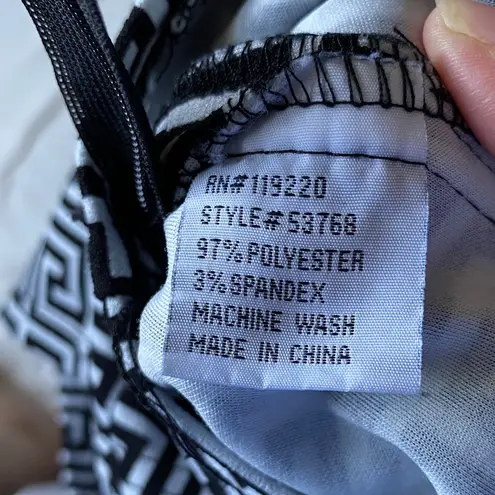 RN#119220
STYLE#53768
97%POLYESTER
3%SPANDEX
MACHINE WASH
MADE IN CHINA